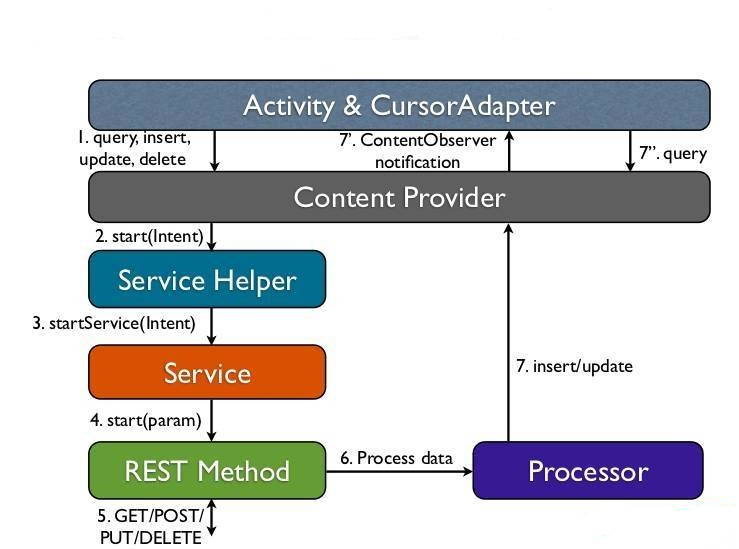 Activity & CursorAdapter
1. query, insert,
update, delete
7'. ContentObserver
notification
7''. query
Content Provider
2. start(Intent)
Service Helper
3. startService(Intent)
Service
7. insert/update
4. start(param)
REST Method
6. Process data
Processor
5. GET/POST/
PUT/DELETE